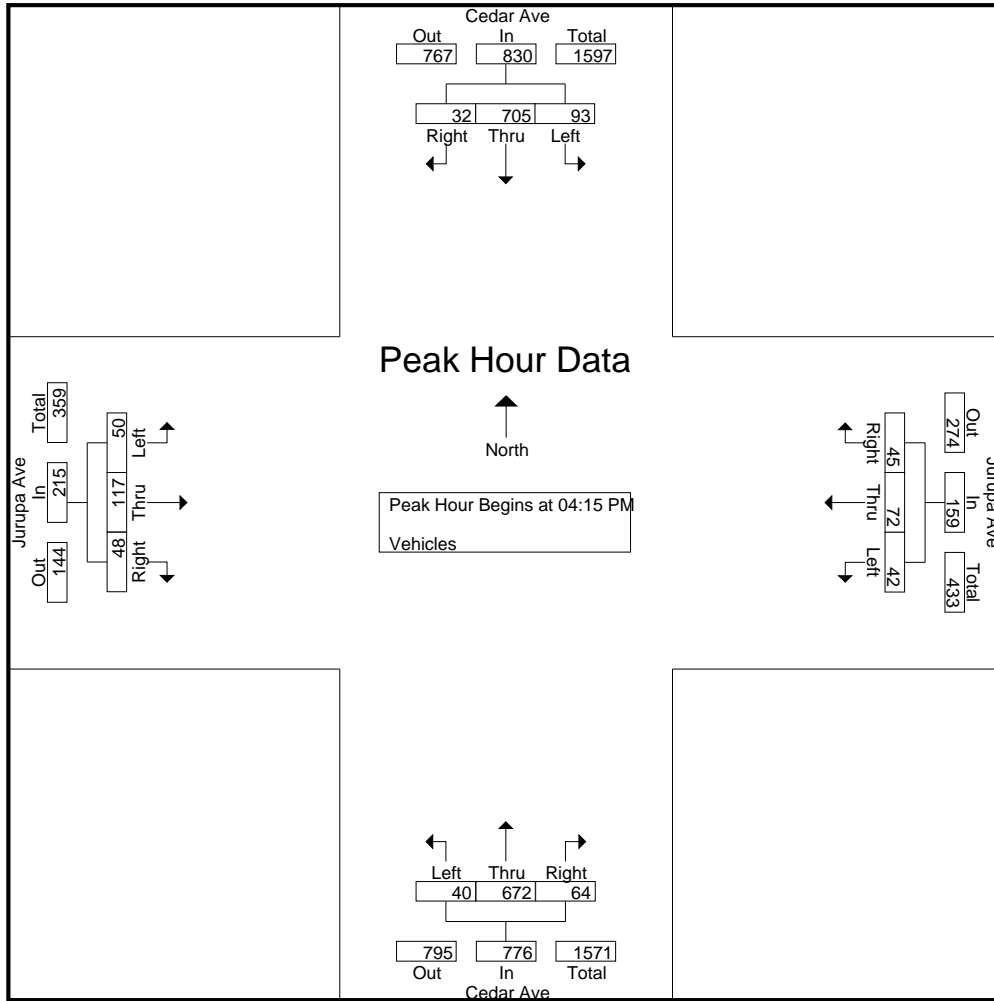 Cedar Ave
Out In Total
767 830 1597
32 705 93
Right Thru Left
Peak Hour Data
North
Peak Hour Begins at 04:15 PM
Vehicles
Jurupa Ave
Total In Out
359 215 144
50 117 48
Left Thru Right
Right Thru Left
45 72 42
Out In Total
274 159 433
Jurupa Ave
Left Thru Right
40 672 64
795 776 1571
Out In Total
Cedar Ave